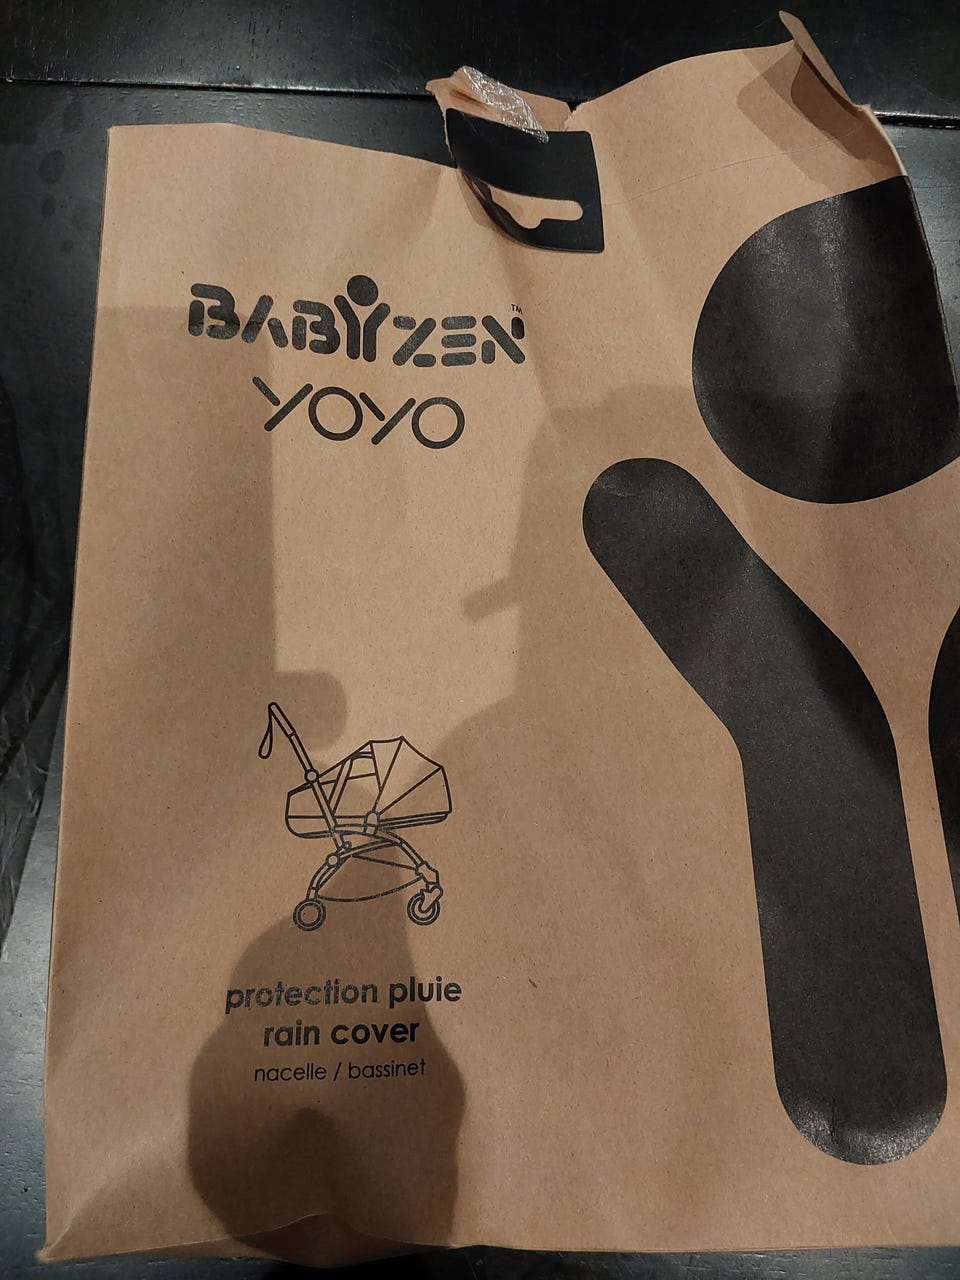 BABYZEN™
YOYO
protection pluie
rain cover
nacelle / bassinet